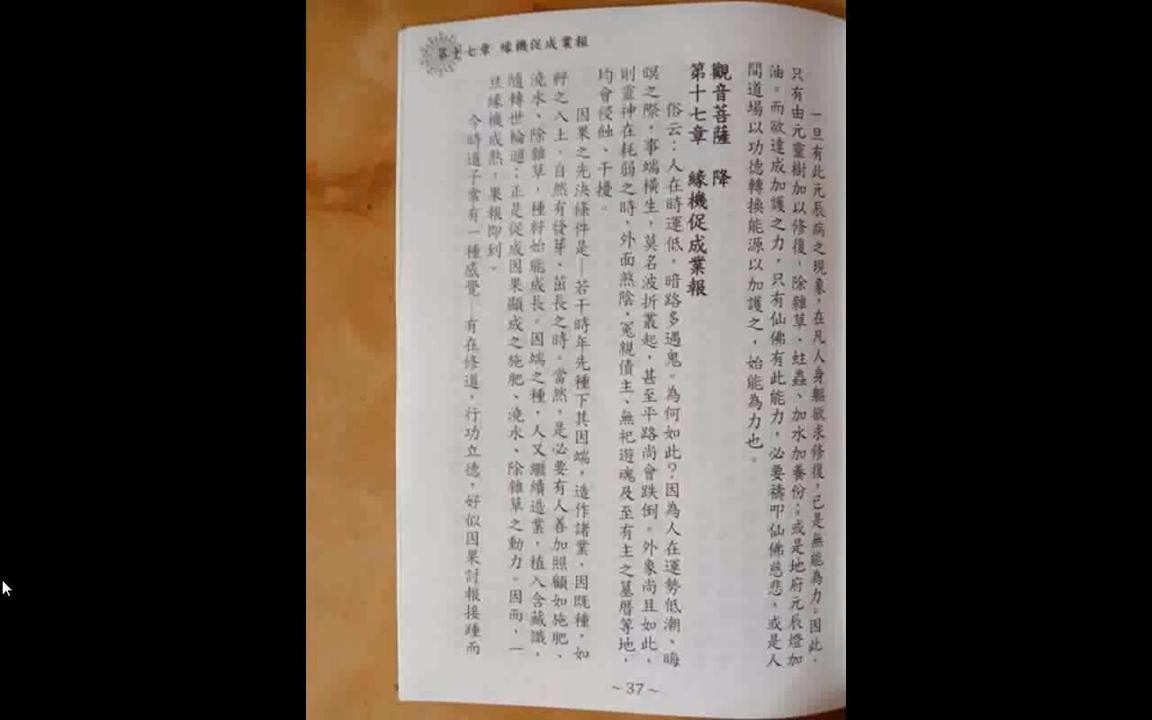 第十七章 緣機促成業報
一旦有此元辰病之現象，在凡人身軀欲求修復，已是無能為力。因此，
只有由元靈樹加以修復，除雜草、蛀蟲、加水加養份；或是地府元辰燈加
油。而欲達成加護之力，只有仙佛有此能力，必要禱叩仙佛慈悲，或是人
間道場以功德轉換能源以加護之，始能為力也。
觀音菩薩 降
第十七章 緣機促成業報
俗云：人在時運低，暗路多遇鬼。為何如此？因為人在運勢低潮、晦
暝之際，事端橫生，莫名波折叢起，甚至平路尚會跌倒。外象尚且如此，
則靈神在耗弱之時，外面煞陰、冤親債主、無祀遊魂及至有主之墓厝等地，
均會侵蝕、干擾。
因果之先決條件是─若干時年先種下其因端，造作諸業，因既種，如
籽之入土，自然有發芽、茁長之時。當然，是必要有人善加照顧如施肥、
澆水、除雜草，種籽始能成長。因端之種，人又繼續造業，植入含藏識，
隨轉世輪迴；正是促成因果顯成之施肥、澆水、除雜草之動力。因而，一
旦緣機成熟，果報即到。
今時道子常有一種感覺─有在修道，行功立德，好似因果討報接踵而
～37～